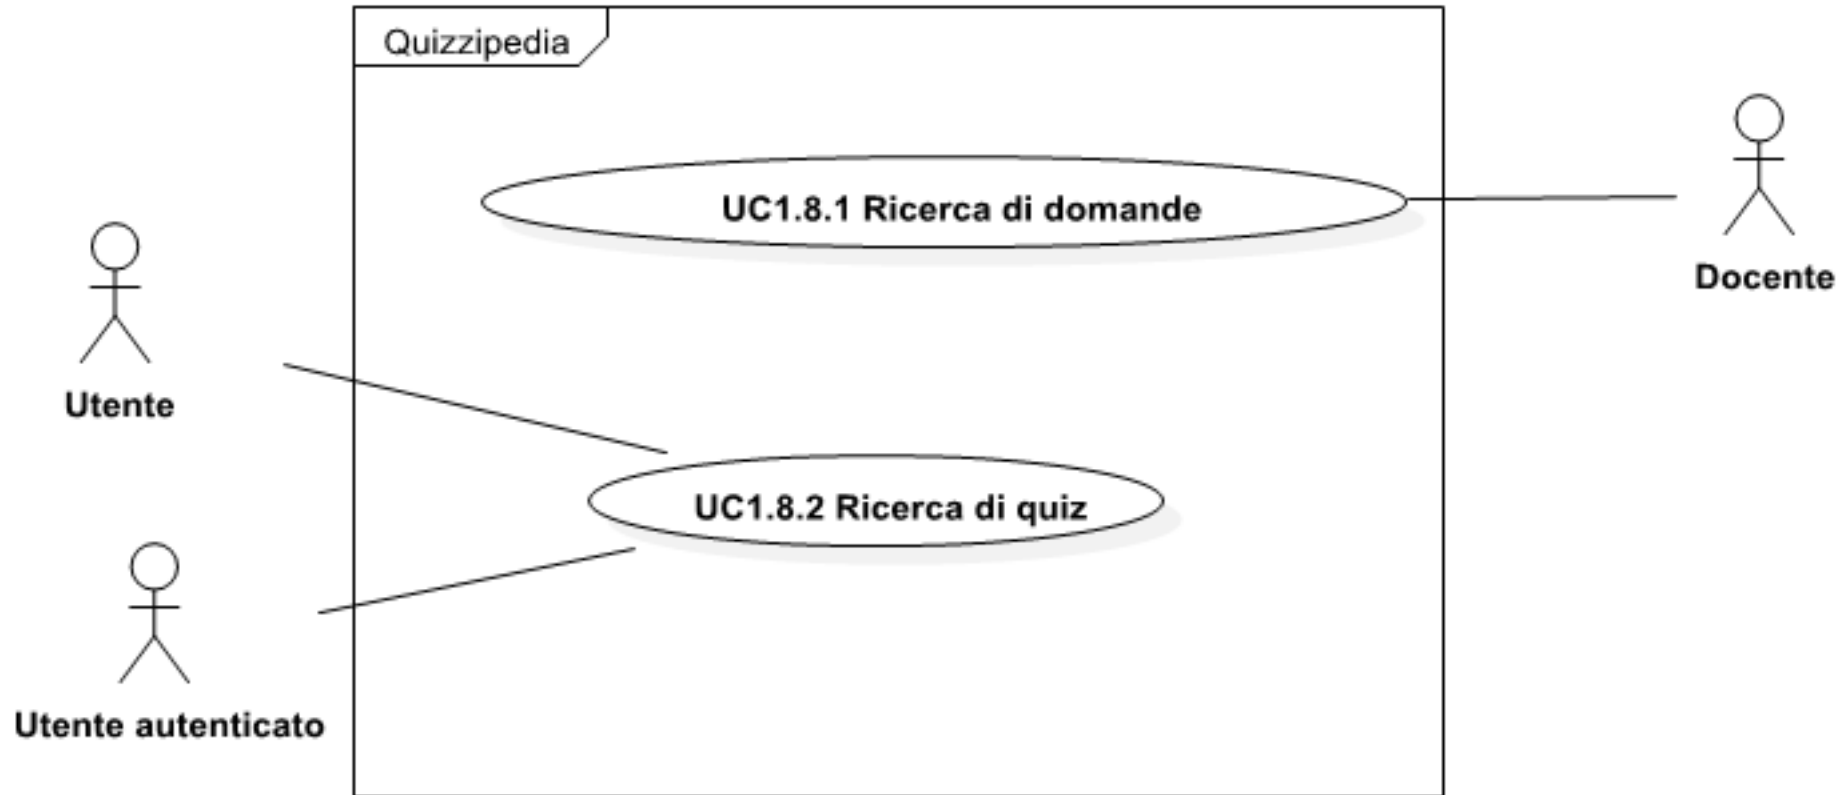 Quizzipedia
UC1.8.1 Ricerca di domande
Docente
Utente
UC1.8.2 Ricerca di quiz
Utente autenticato